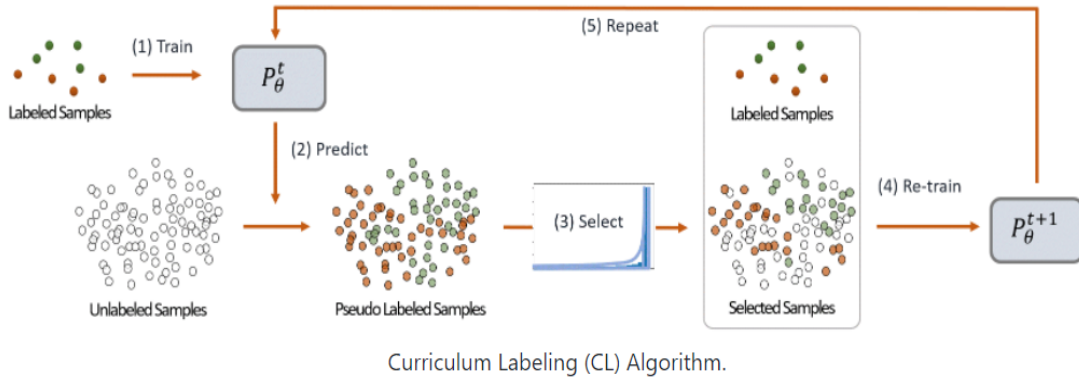 (5) Repeat
(1) Train
P_θ^t
Labeled Samples
Labeled Samples
(2) Predict
(3) Select
(4) Re-train
P_θ^{t+1}
Unlabeled Samples
Pseudo Labeled Samples
Selected Samples
Curriculum Labeling (CL) Algorithm.